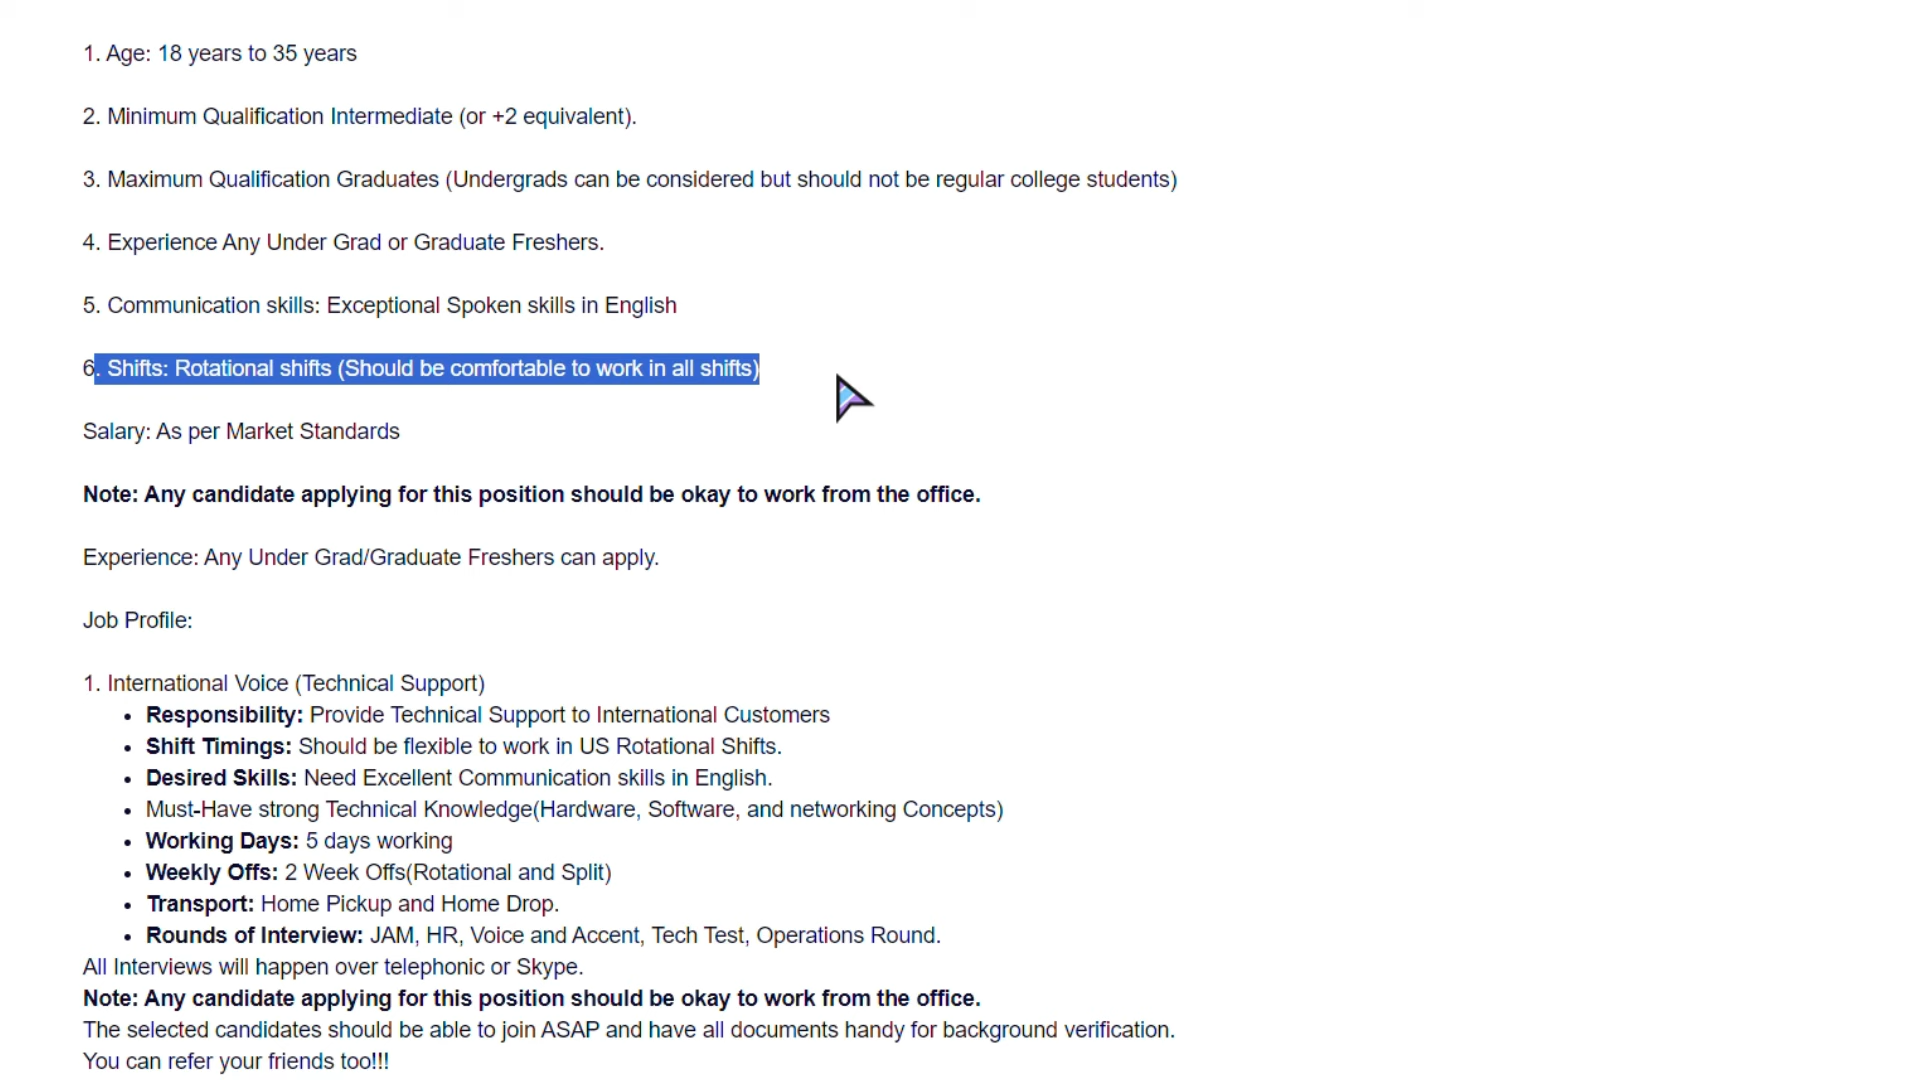 1. Age: 18 years to 35 years
2. Minimum Qualification Intermediate (or +2 equivalent).
3. Maximum Qualification Graduates (Undergrads can be considered but should not be regular college students)
4. Experience Any Under Grad or Graduate Freshers.
5. Communication skills: Exceptional Spoken skills in English
6. Shifts: Rotational shifts (Should be comfortable to work in all shifts)
Salary: As per Market Standards
Note: Any candidate applying for this position should be okay to work from the office.
Experience: Any Under Grad/Graduate Freshers can apply.
Job Profile:
1. International Voice (Technical Support)
• Responsibility: Provide Technical Support to International Customers
• Shift Timings: Should be flexible to work in US Rotational Shifts.
• Desired Skills: Need Excellent Communication skills in English.
• Must-Have strong Technical Knowledge(Hardware, Software, and networking Concepts)
• Working Days: 5 days working
• Weekly Offs: 2 Week Offs(Rotational and Split)
• Transport: Home Pickup and Home Drop.
• Rounds of Interview: JAM, HR, Voice and Accent, Tech Test, Operations Round.
All Interviews will happen over telephonic or Skype.
Note: Any candidate applying for this position should be okay to work from the office.
The selected candidates should be able to join ASAP and have all documents handy for background verification.
You can refer your friends too!!!